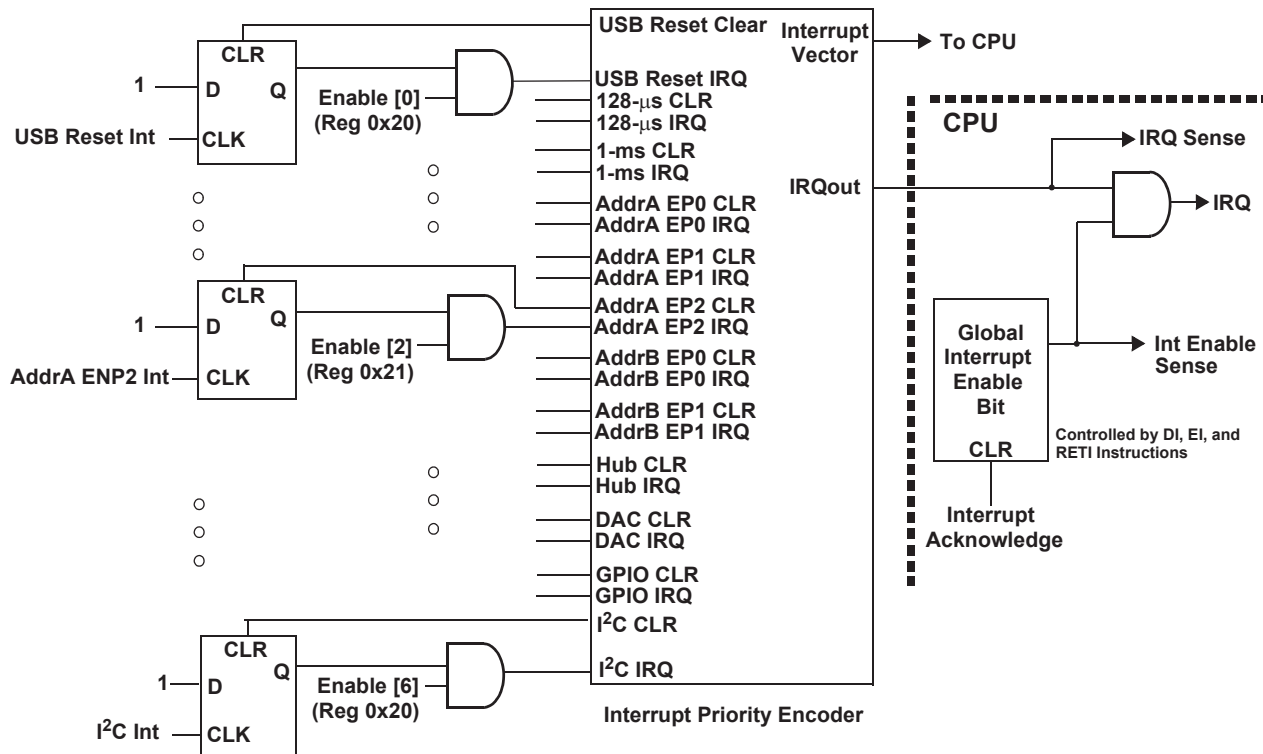 CLR
D Q
CLK
1
USB Reset Int
Enable [0]
(Reg 0x20)
CLR
D Q
CLK
1
AddrA ENP2 Int
Enable [2]
(Reg 0x21)
CLR
D Q
CLK
1
I²C Int
Enable [6]
(Reg 0x20)
USB Reset Clear
USB Reset IRQ
128-μs CLR
128-μs IRQ
1-ms CLR
1-ms IRQ
AddrA EP0 CLR
AddrA EP0 IRQ
AddrA EP1 CLR
AddrA EP1 IRQ
AddrA EP2 CLR
AddrA EP2 IRQ
AddrB EP0 CLR
AddrB EP0 IRQ
AddrB EP1 CLR
AddrB EP1 IRQ
Hub CLR
Hub IRQ
DAC CLR
DAC IRQ
GPIO CLR
GPIO IRQ
I²C CLR
I²C IRQ
Interrupt
Vector
IRQout
Interrupt Priority Encoder
To CPU
CPU
IRQ Sense
IRQ
Global
Interrupt
Enable
Bit
CLR
Int Enable
Sense
Controlled by DI, EI, and
RETI Instructions
Interrupt
Acknowledge